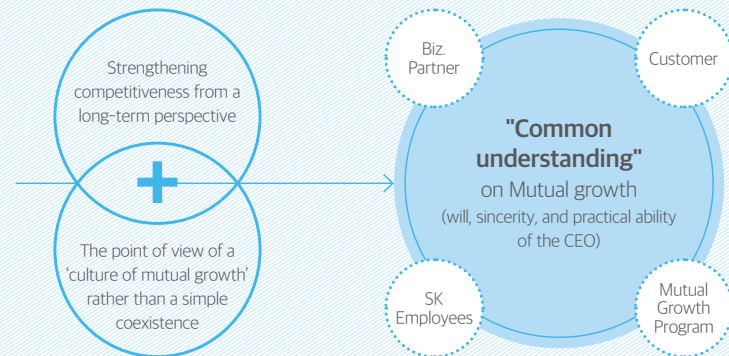 Strengthening
competitiveness from a
long-term perspective
+
The point of view of a
'culture of mutual growth'
rather than a simple
coexistence
Biz.
Partner
Customer
"Common
understanding"
on Mutual growth
(will, sincerity, and practical ability
of the CEO)
SK
Employees
Mutual
Growth
Program